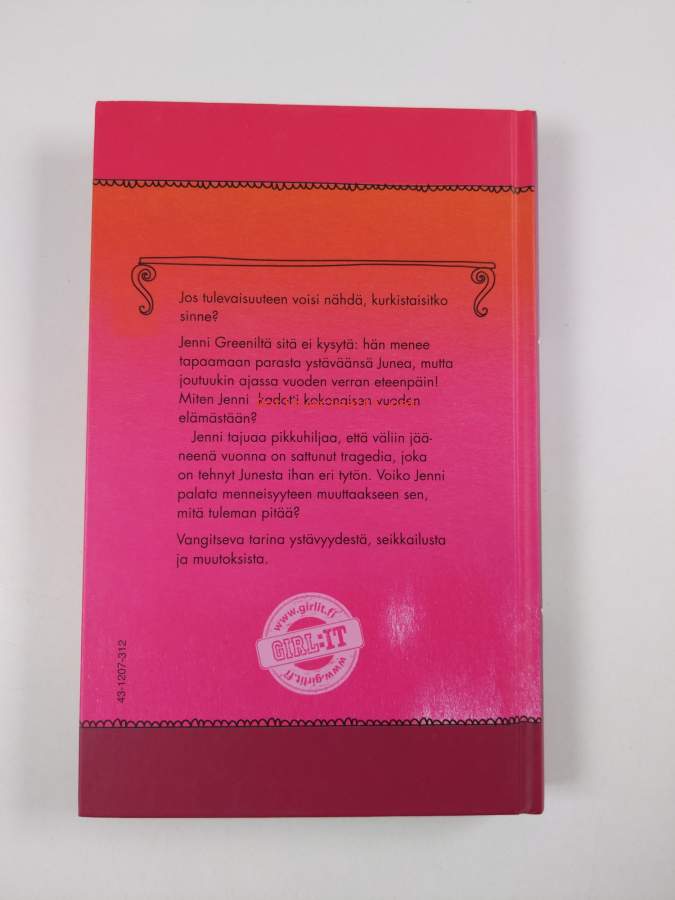 Jos tulevaisuuteen voisi nähdä, kurkistaisitko
sinne?
Jenni Greeniltä sitä ei kysytä: hän menee
tapaamaan parasta ystäväänsä Junea, mutta
joutuukin ajassa vuoden verran eteenpäin!
Miten Jenni kadotti kokonaisen vuoden
elämästään?
Jenni tajuaa pikkuhiljaa, että väliin jää-
neenä vuonna on sattunut tragedia, joka
on tehnyt Junesta ihan eri tytön. Voiko Jenni
palata menneisyyteen muuttaakseen sen,
mitä tuleman pitää?
Vangitseva tarina ystävyydestä, seikkailusta
ja muutoksista.
www.girlit.fi
GIRL:IT
www.girlit.fi
43-1207-312